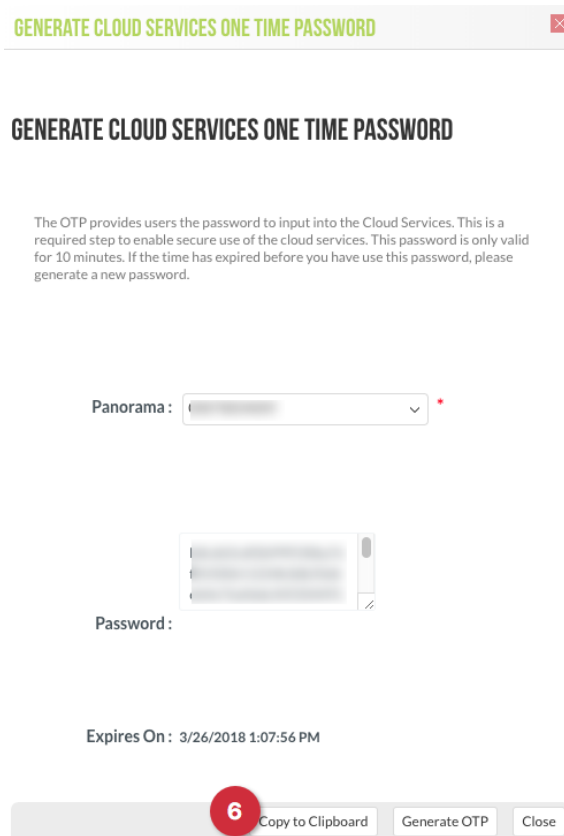 GENERATE CLOUD SERVICES ONE TIME PASSWORD
GENERATE CLOUD SERVICES ONE TIME PASSWORD
The OTP provides users the password to input into the Cloud Services. This is a
required step to enable secure use of the cloud services. This password is only valid
for 10 minutes. If the time has expired before you have use this password, please
generate a new password.
Panorama : *
Password :
Expires On : 3/26/2018 1:07:56 PM
6 Copy to Clipboard Generate OTP Close